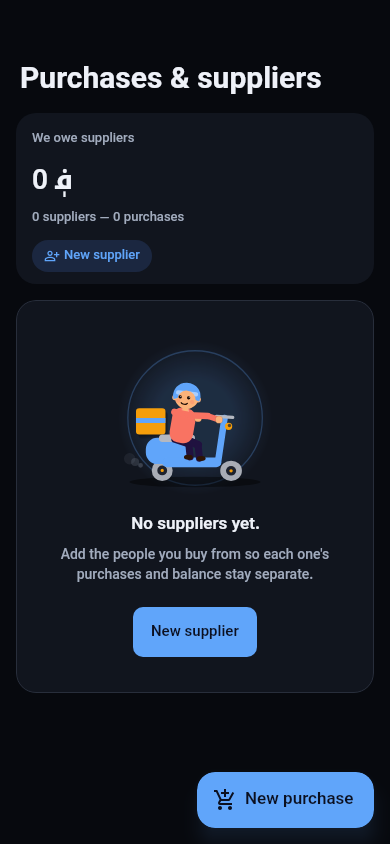 Purchases & suppliers
We owe suppliers
0 ؋
0 suppliers — 0 purchases
New supplier
No suppliers yet.
Add the people you buy from so each one's
purchases and balance stay separate.
New supplier
New purchase